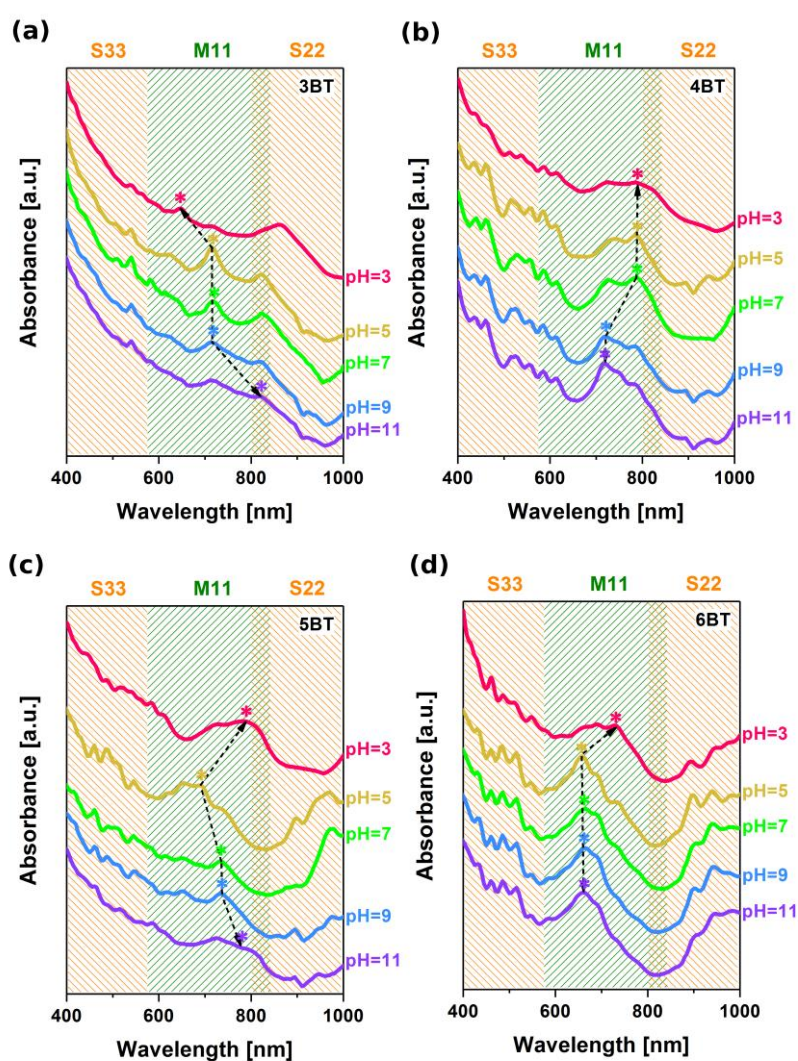 (a)
S33 M11 S22
3BT
pH=3
pH=5
pH=7
pH=9
pH=11
Absorbance [a.u.]
400 600 800 1000
Wavelength [nm]
(b)
S33 M11 S22
4BT
pH=3
pH=5
pH=7
pH=9
pH=11
Absorbance [a.u.]
400 600 800 1000
Wavelength [nm]
(c)
S33 M11 S22
5BT
pH=3
pH=5
pH=7
pH=9
pH=11
Absorbance [a.u.]
400 600 800 1000
Wavelength [nm]
(d)
S33 M11 S22
6BT
pH=3
pH=5
pH=7
pH=9
pH=11
Absorbance [a.u.]
400 600 800 1000
Wavelength [nm]